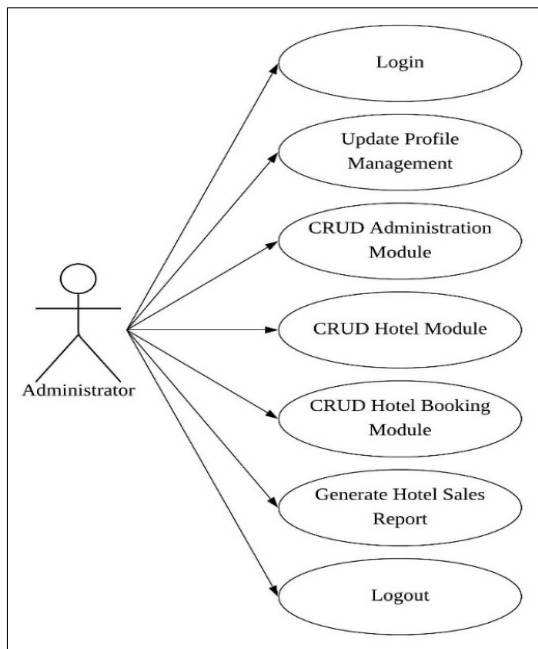 Login
Update Profile
Management
CRUD Administration
Module
CRUD Hotel Module
Administrator
CRUD Hotel Booking
Module
Generate Hotel Sales
Report
Logout